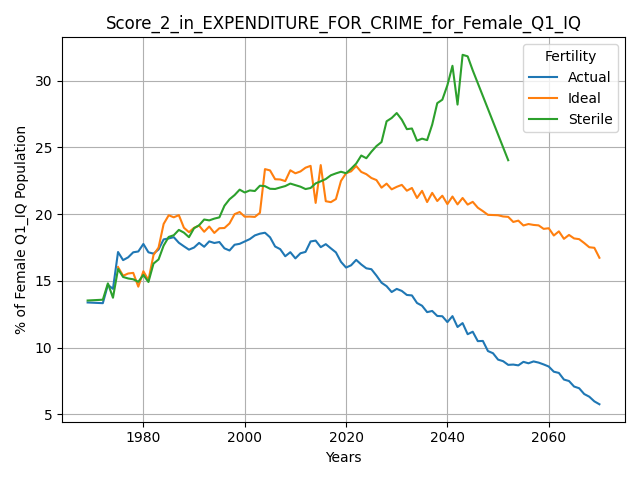 Score_2_in_EXPENDITURE_FOR_CRIME_for_Female_Q1_IQ
Fertility
Actual
Ideal
Sterile
% of Female Q1_IQ Population
30
25
20
15
10
5
1980
2000
2020
2040
2060
Years